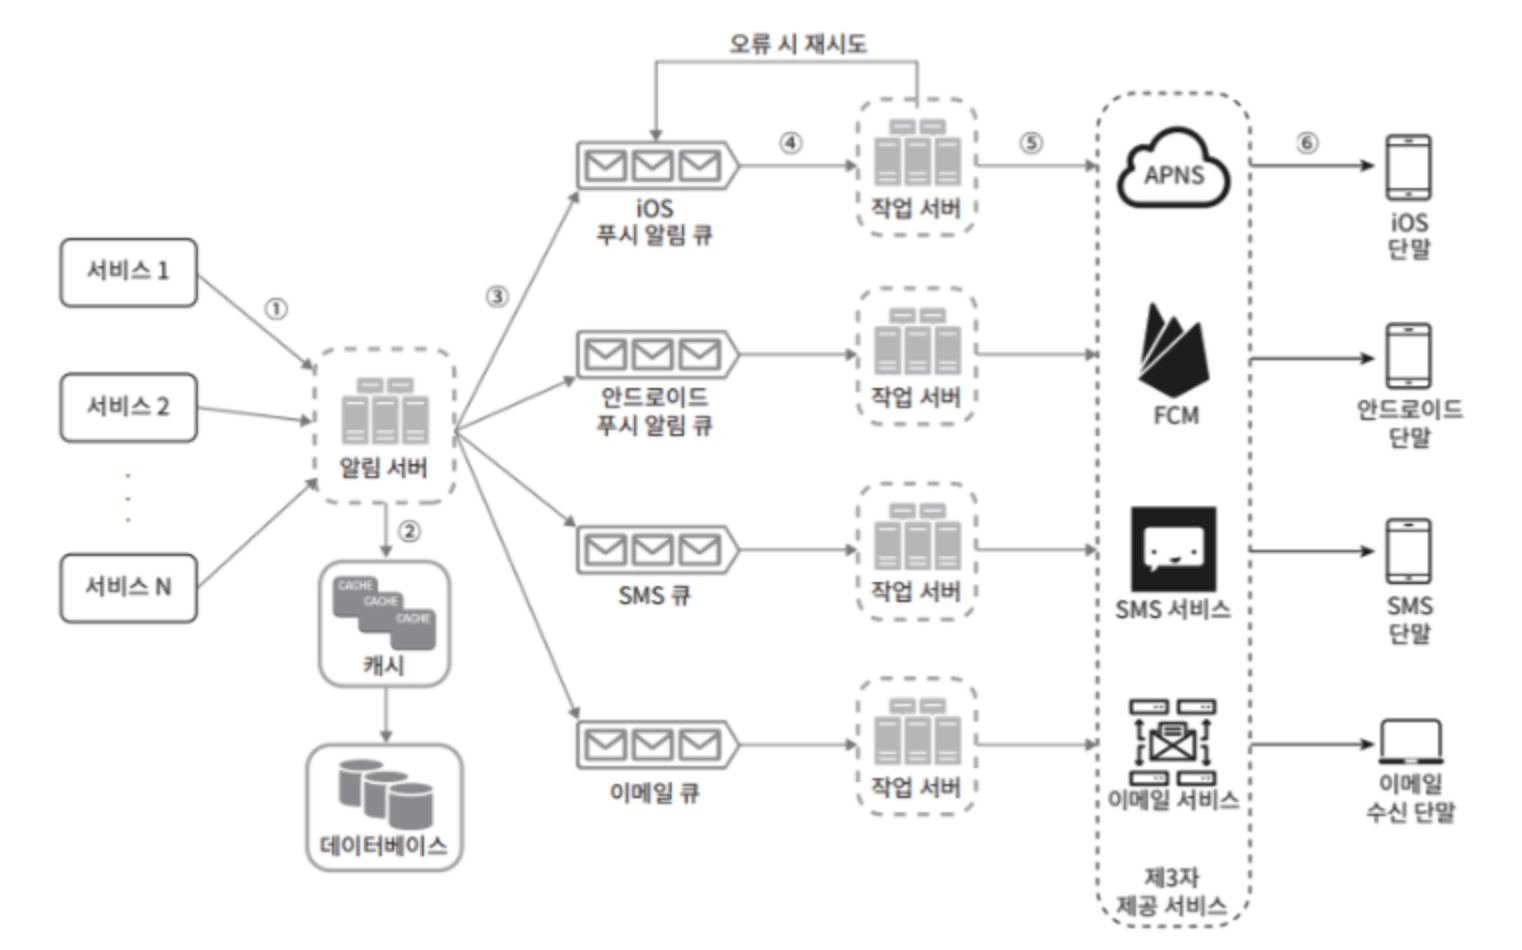 오류 시 재시도
④
⑤
⑥
APNS
작업 서버
iOS
푸시 알림 큐
iOS
단말
서비스 1
①
③
서비스 2
알림 서버
안드로이드
푸시 알림 큐
작업 서버
FCM
안드로이드
단말
.
.
.
②
서비스 N
CACHE
CACHE
CACHE
캐시
SMS 큐
작업 서버
SMS 서비스
SMS
단말
데이터베이스
이메일 큐
작업 서버
이메일 서비스
이메일
수신 단말
제3자
제공 서비스